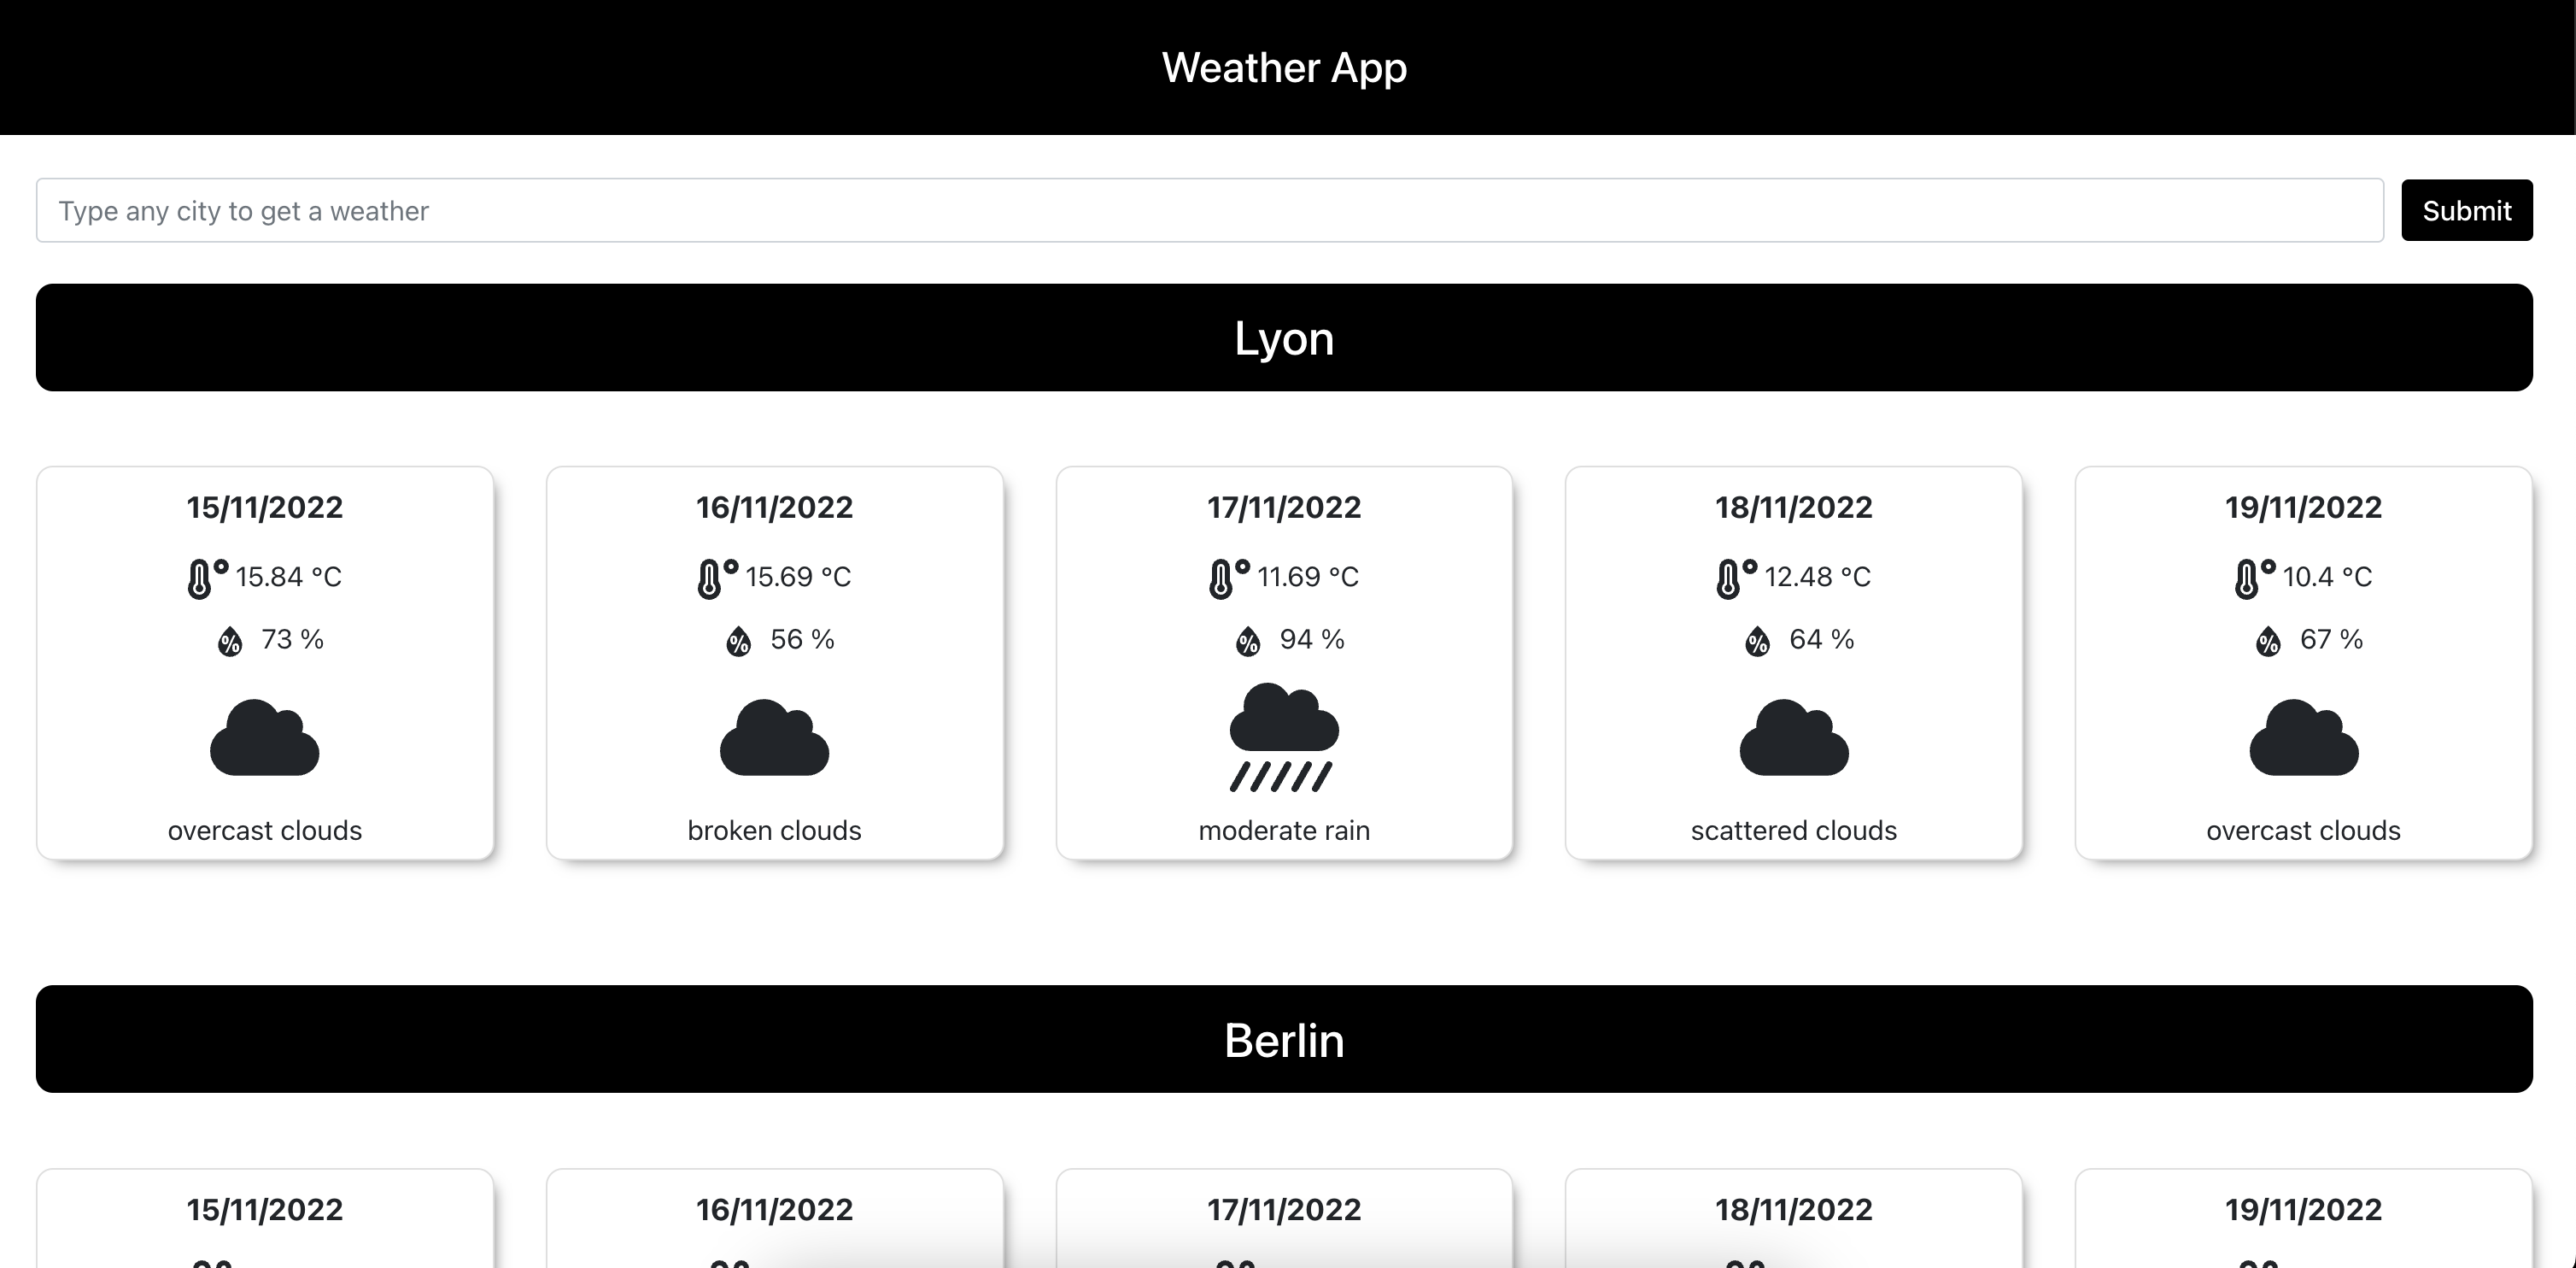 Weather App
Type any city to get a weather
Submit
Lyon
15/11/2022
15.84 °C
% 73 %
overcast clouds
16/11/2022
15.69 °C
% 56 %
broken clouds
17/11/2022
11.69 °C
% 94 %
moderate rain
18/11/2022
12.48 °C
% 64 %
scattered clouds
19/11/2022
10.4 °C
% 67 %
overcast clouds
Berlin
15/11/2022
16/11/2022
17/11/2022
18/11/2022
19/11/2022